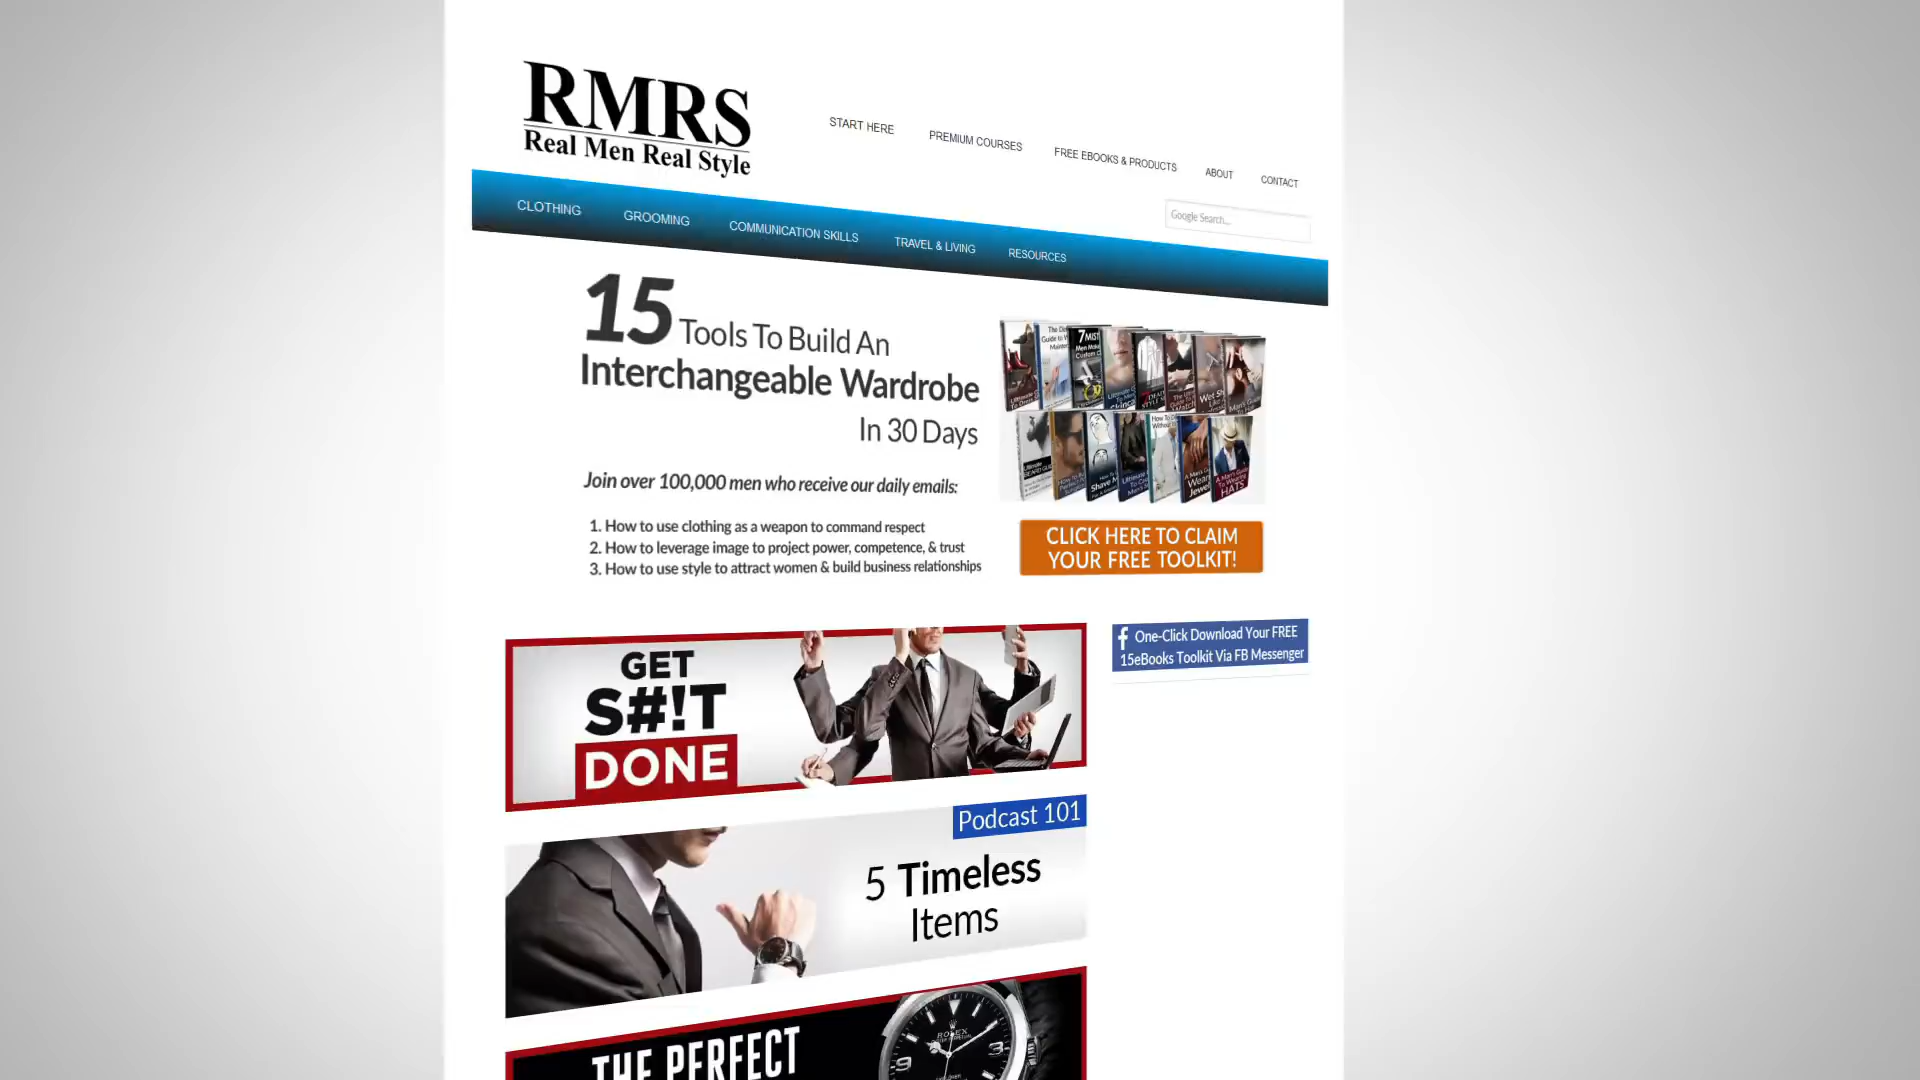 RMRS
Real Men Real Style
START HERE
PREMIUM COURSES
FREE EBOOKS & PRODUCTS
ABOUT
CONTACT
Google Search...
CLOTHING
GROOMING
COMMUNICATION SKILLS
TRAVEL & LIVING
RESOURCES
15 Tools To Build An
Interchangeable Wardrobe
In 30 Days
Join over 100,000 men who receive our daily emails:
1. How to use clothing as a weapon to command respect
2. How to leverage image to project power, competence, & trust
3. How to use style to attract women & build business relationships
CLICK HERE TO CLAIM
YOUR FREE TOOLKIT!
GET
S#!T
DONE
f One-Click Download Your FREE
15eBooks Toolkit Via FB Messenger
Podcast 101
5 Timeless
Items
THE PERFECT
ROLEX